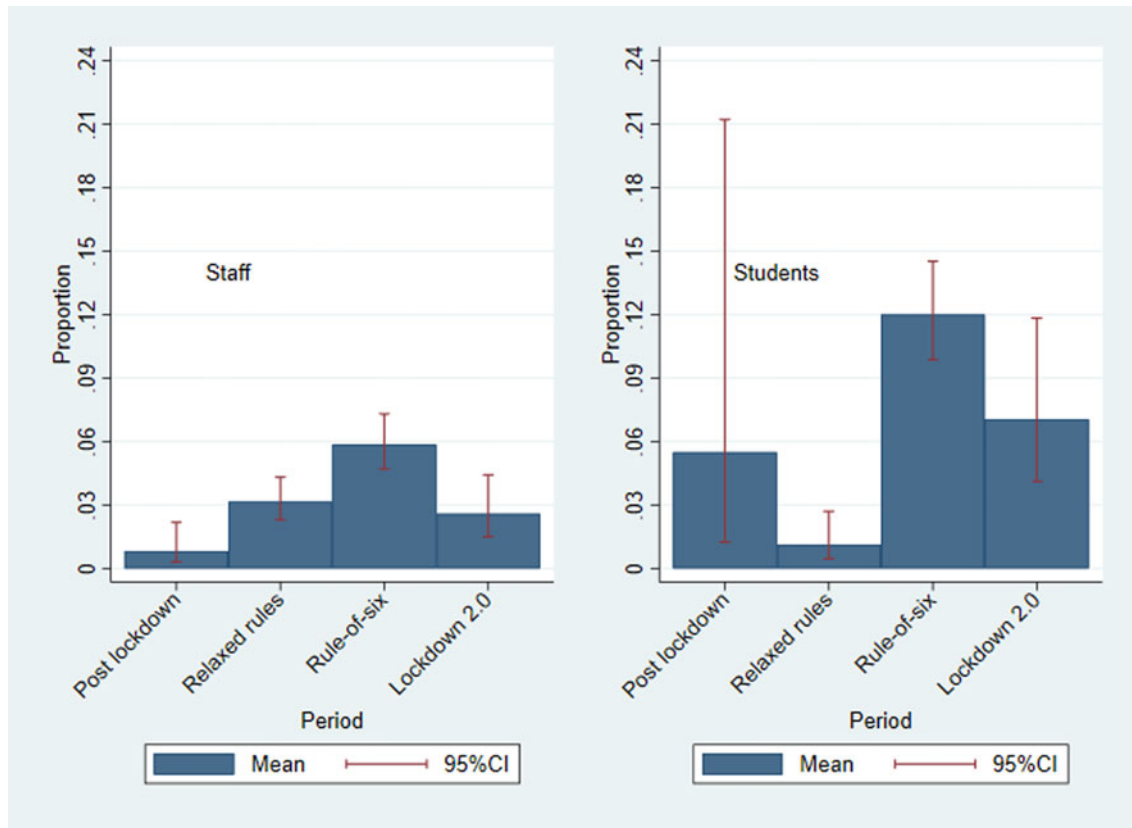 .24
.21
.18
.15
.12
.09
.06
.03
0
Proportion
Staff
Post lockdown
Relaxed rules
Rule-of-six
Lockdown 2.0
Period
Mean
95%CI
.24
.21
.18
.15
.12
.09
.06
.03
0
Proportion
Students
Post lockdown
Relaxed rules
Rule-of-six
Lockdown 2.0
Period
Mean
95%CI